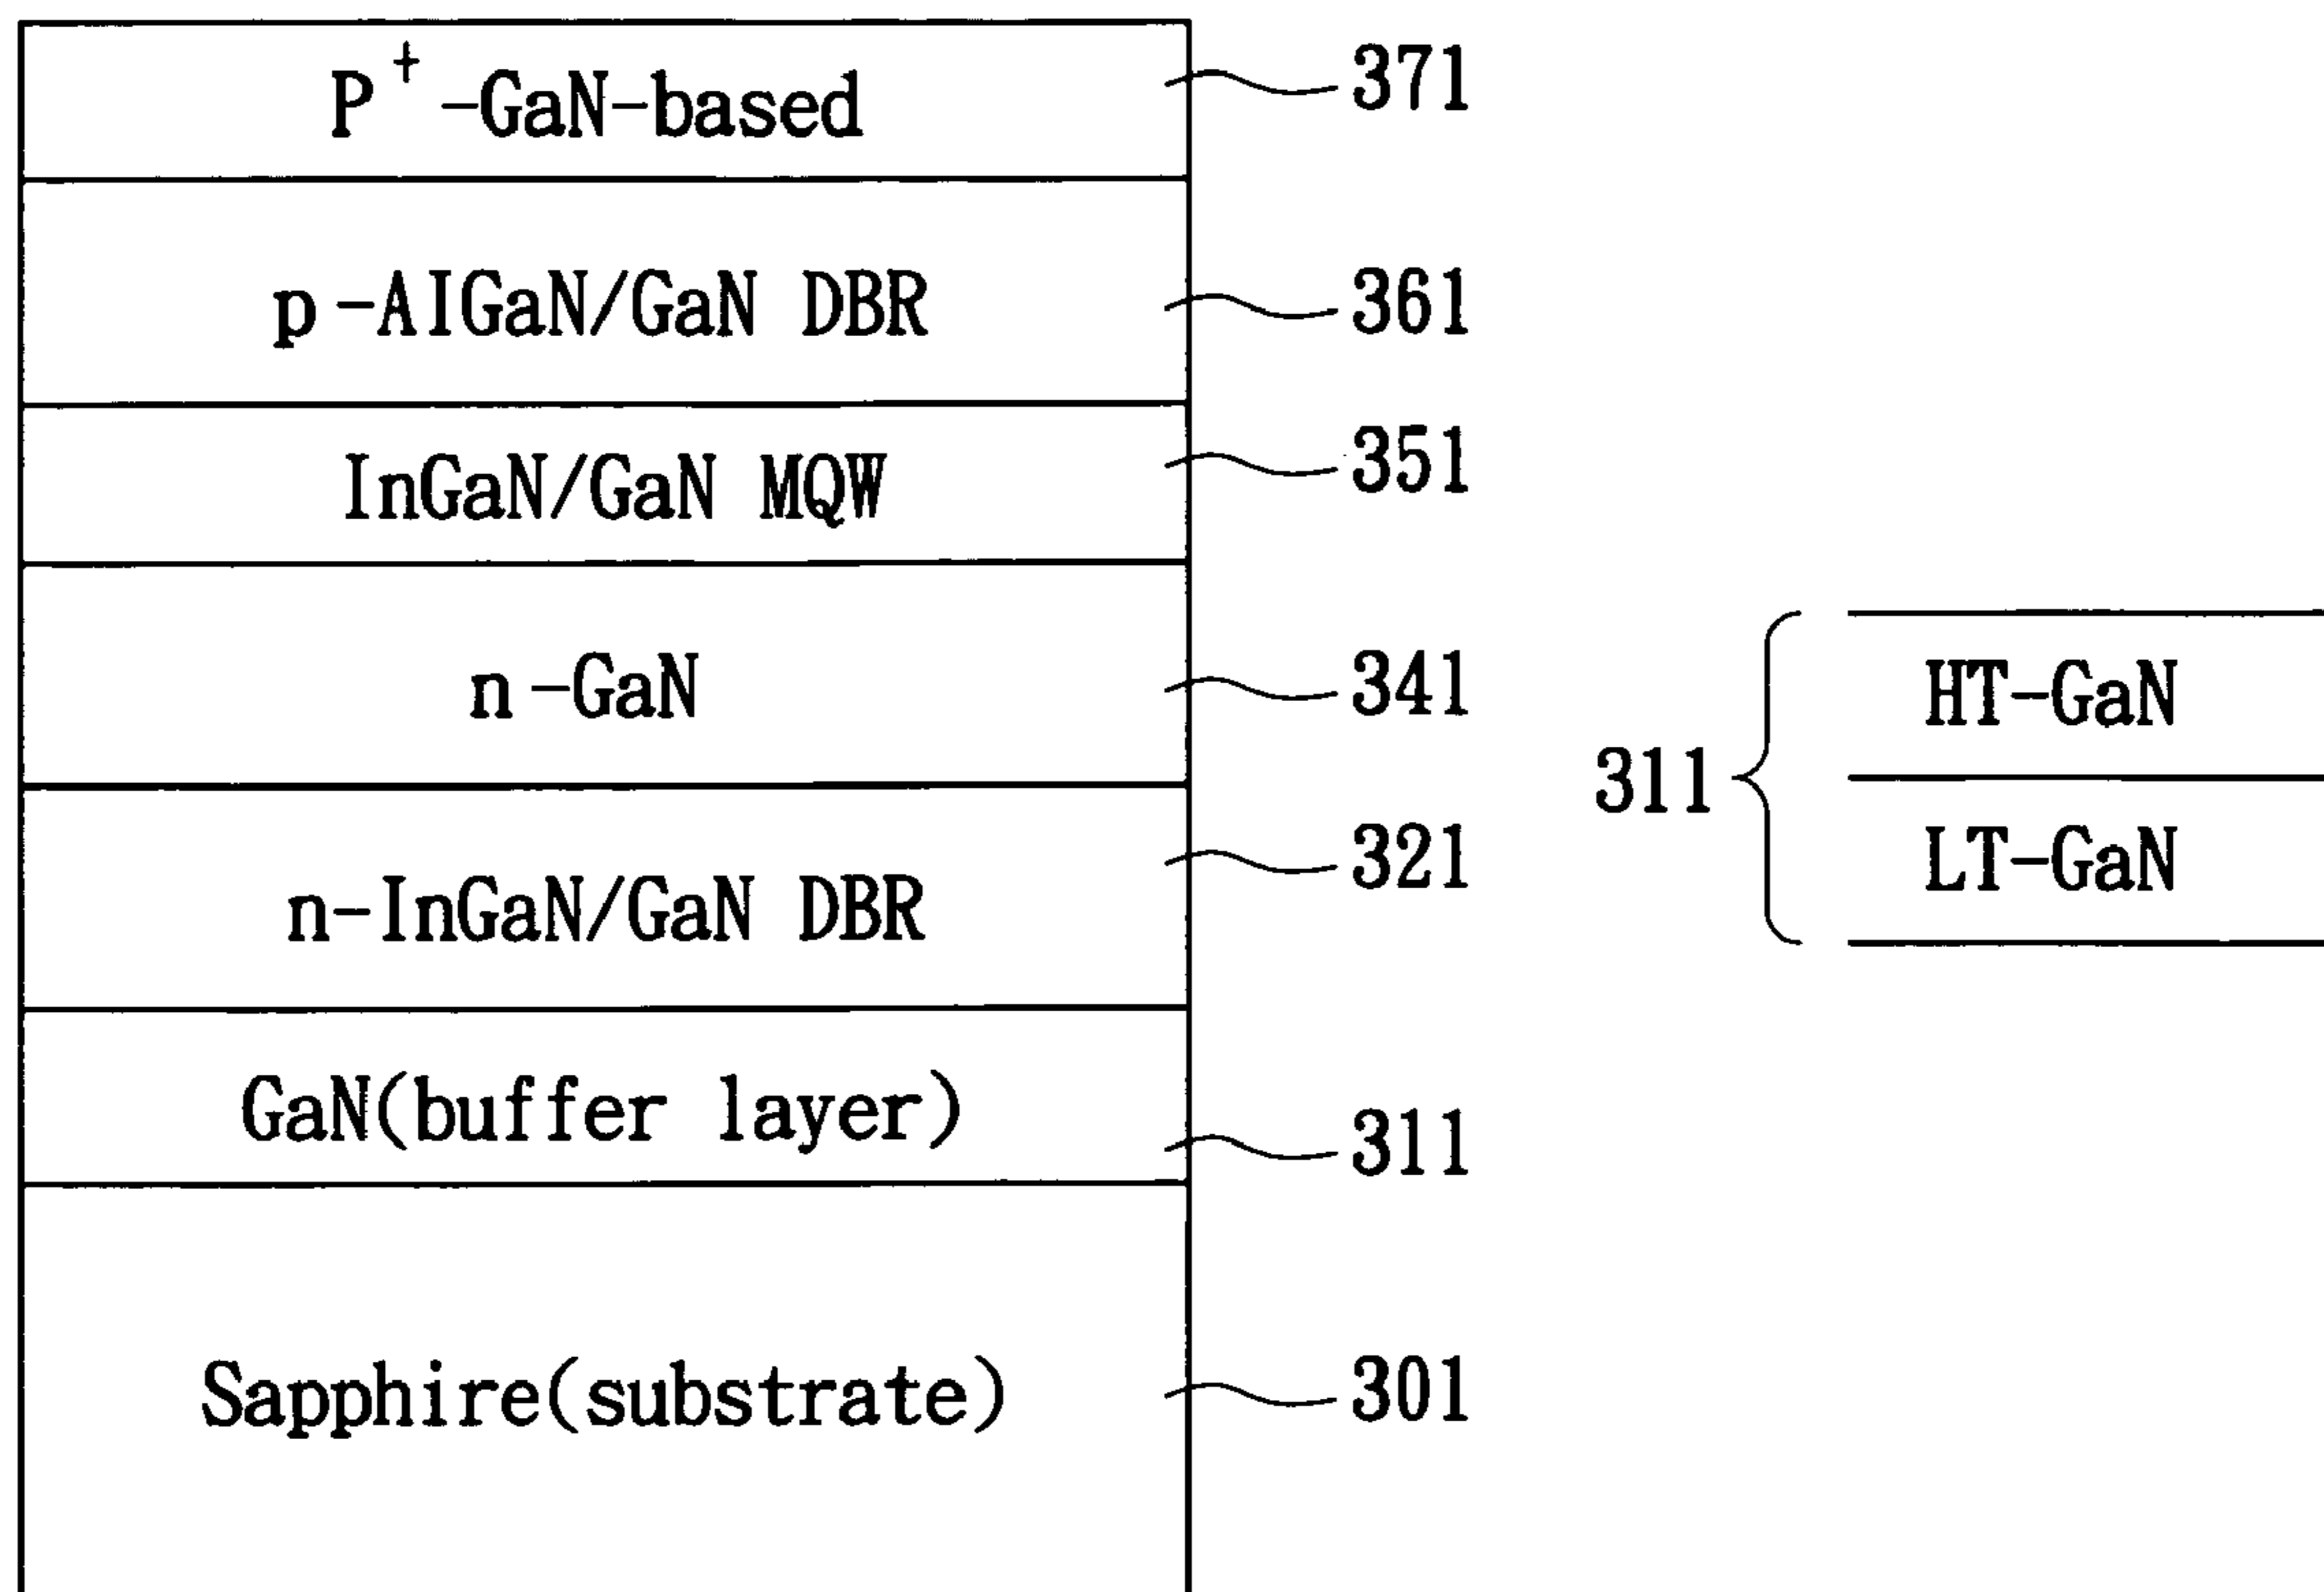 P⁺-GaN-based 371
p-AlGaN/GaN DBR 361
InGaN/GaN MQW 351
n-GaN 341
n-InGaN/GaN DBR 321
GaN(buffer layer) 311
Sapphire(substrate) 301
311
HT-GaN
LT-GaN